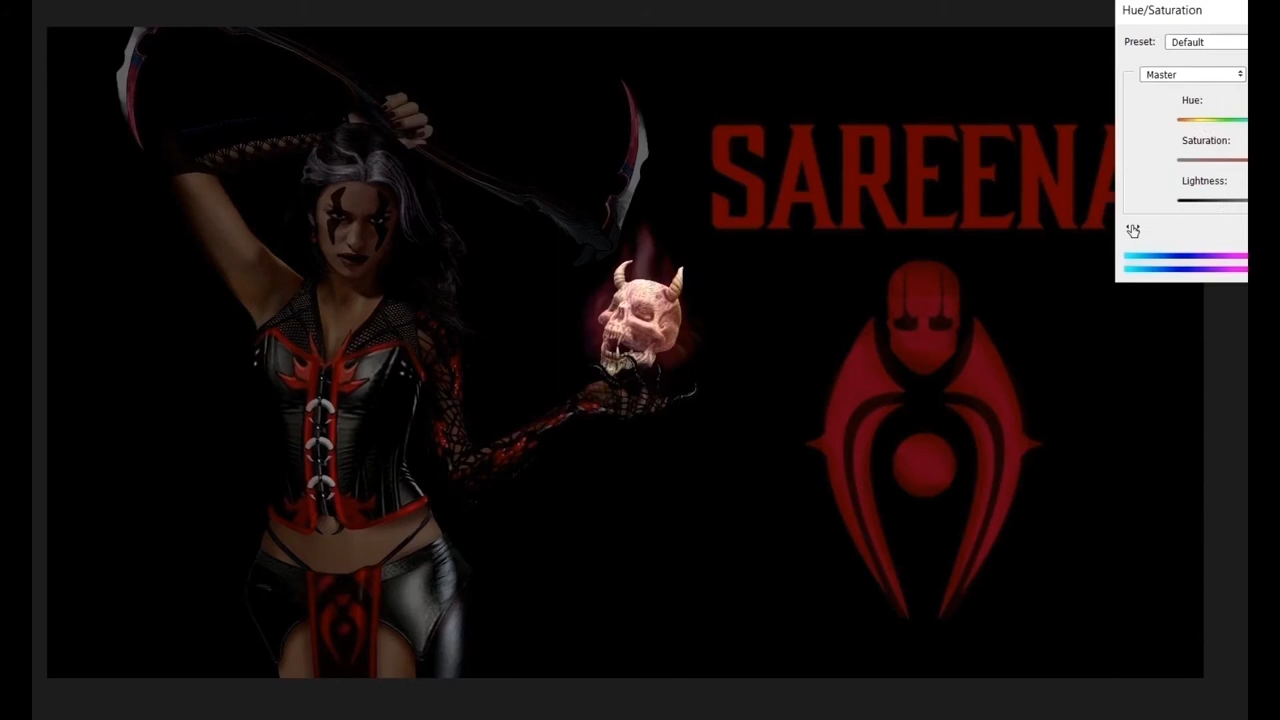 Hue/Saturation
Preset: Default
Master
Hue:
SAREENA
Saturation:
Lightness: